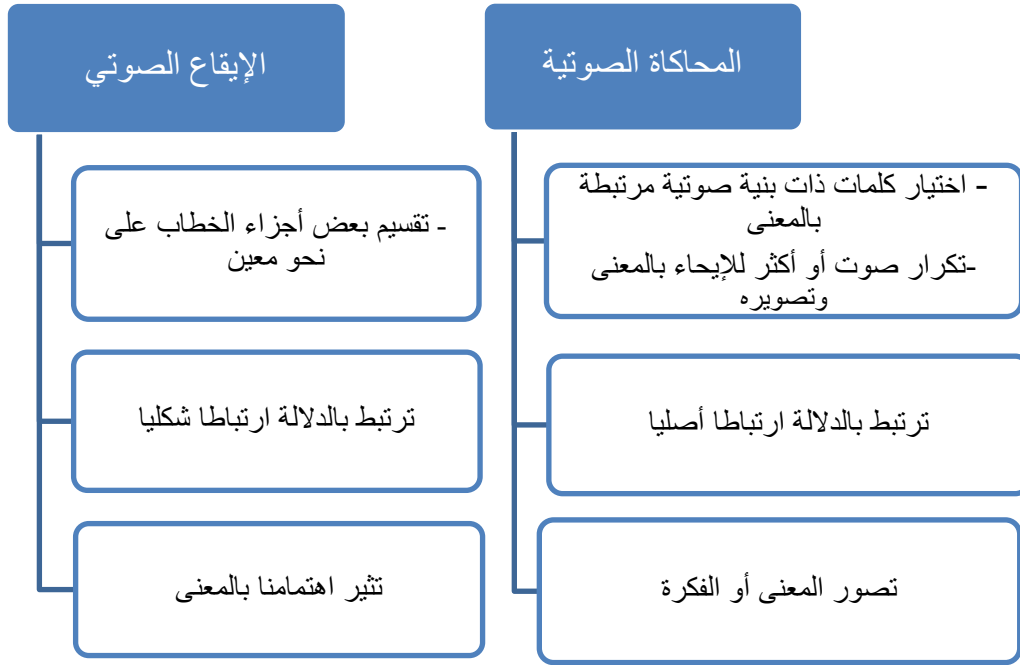 المحاكاة الصوتية
- اختيار كلمات ذات بنية صوتية مرتبطة
بالمعنى
-تكرار صوت أو أكثر للإيحاء بالمعنى
وتصويره
ترتبط بالدلالة ارتباطا أصليا
تصور المعنى أو الفكرة
الإيقاع الصوتي
- تقسيم بعض أجزاء الخطاب على
نحو معين
ترتبط بالدلالة ارتباطا شكليا
تثير اهتمامنا بالمعنى